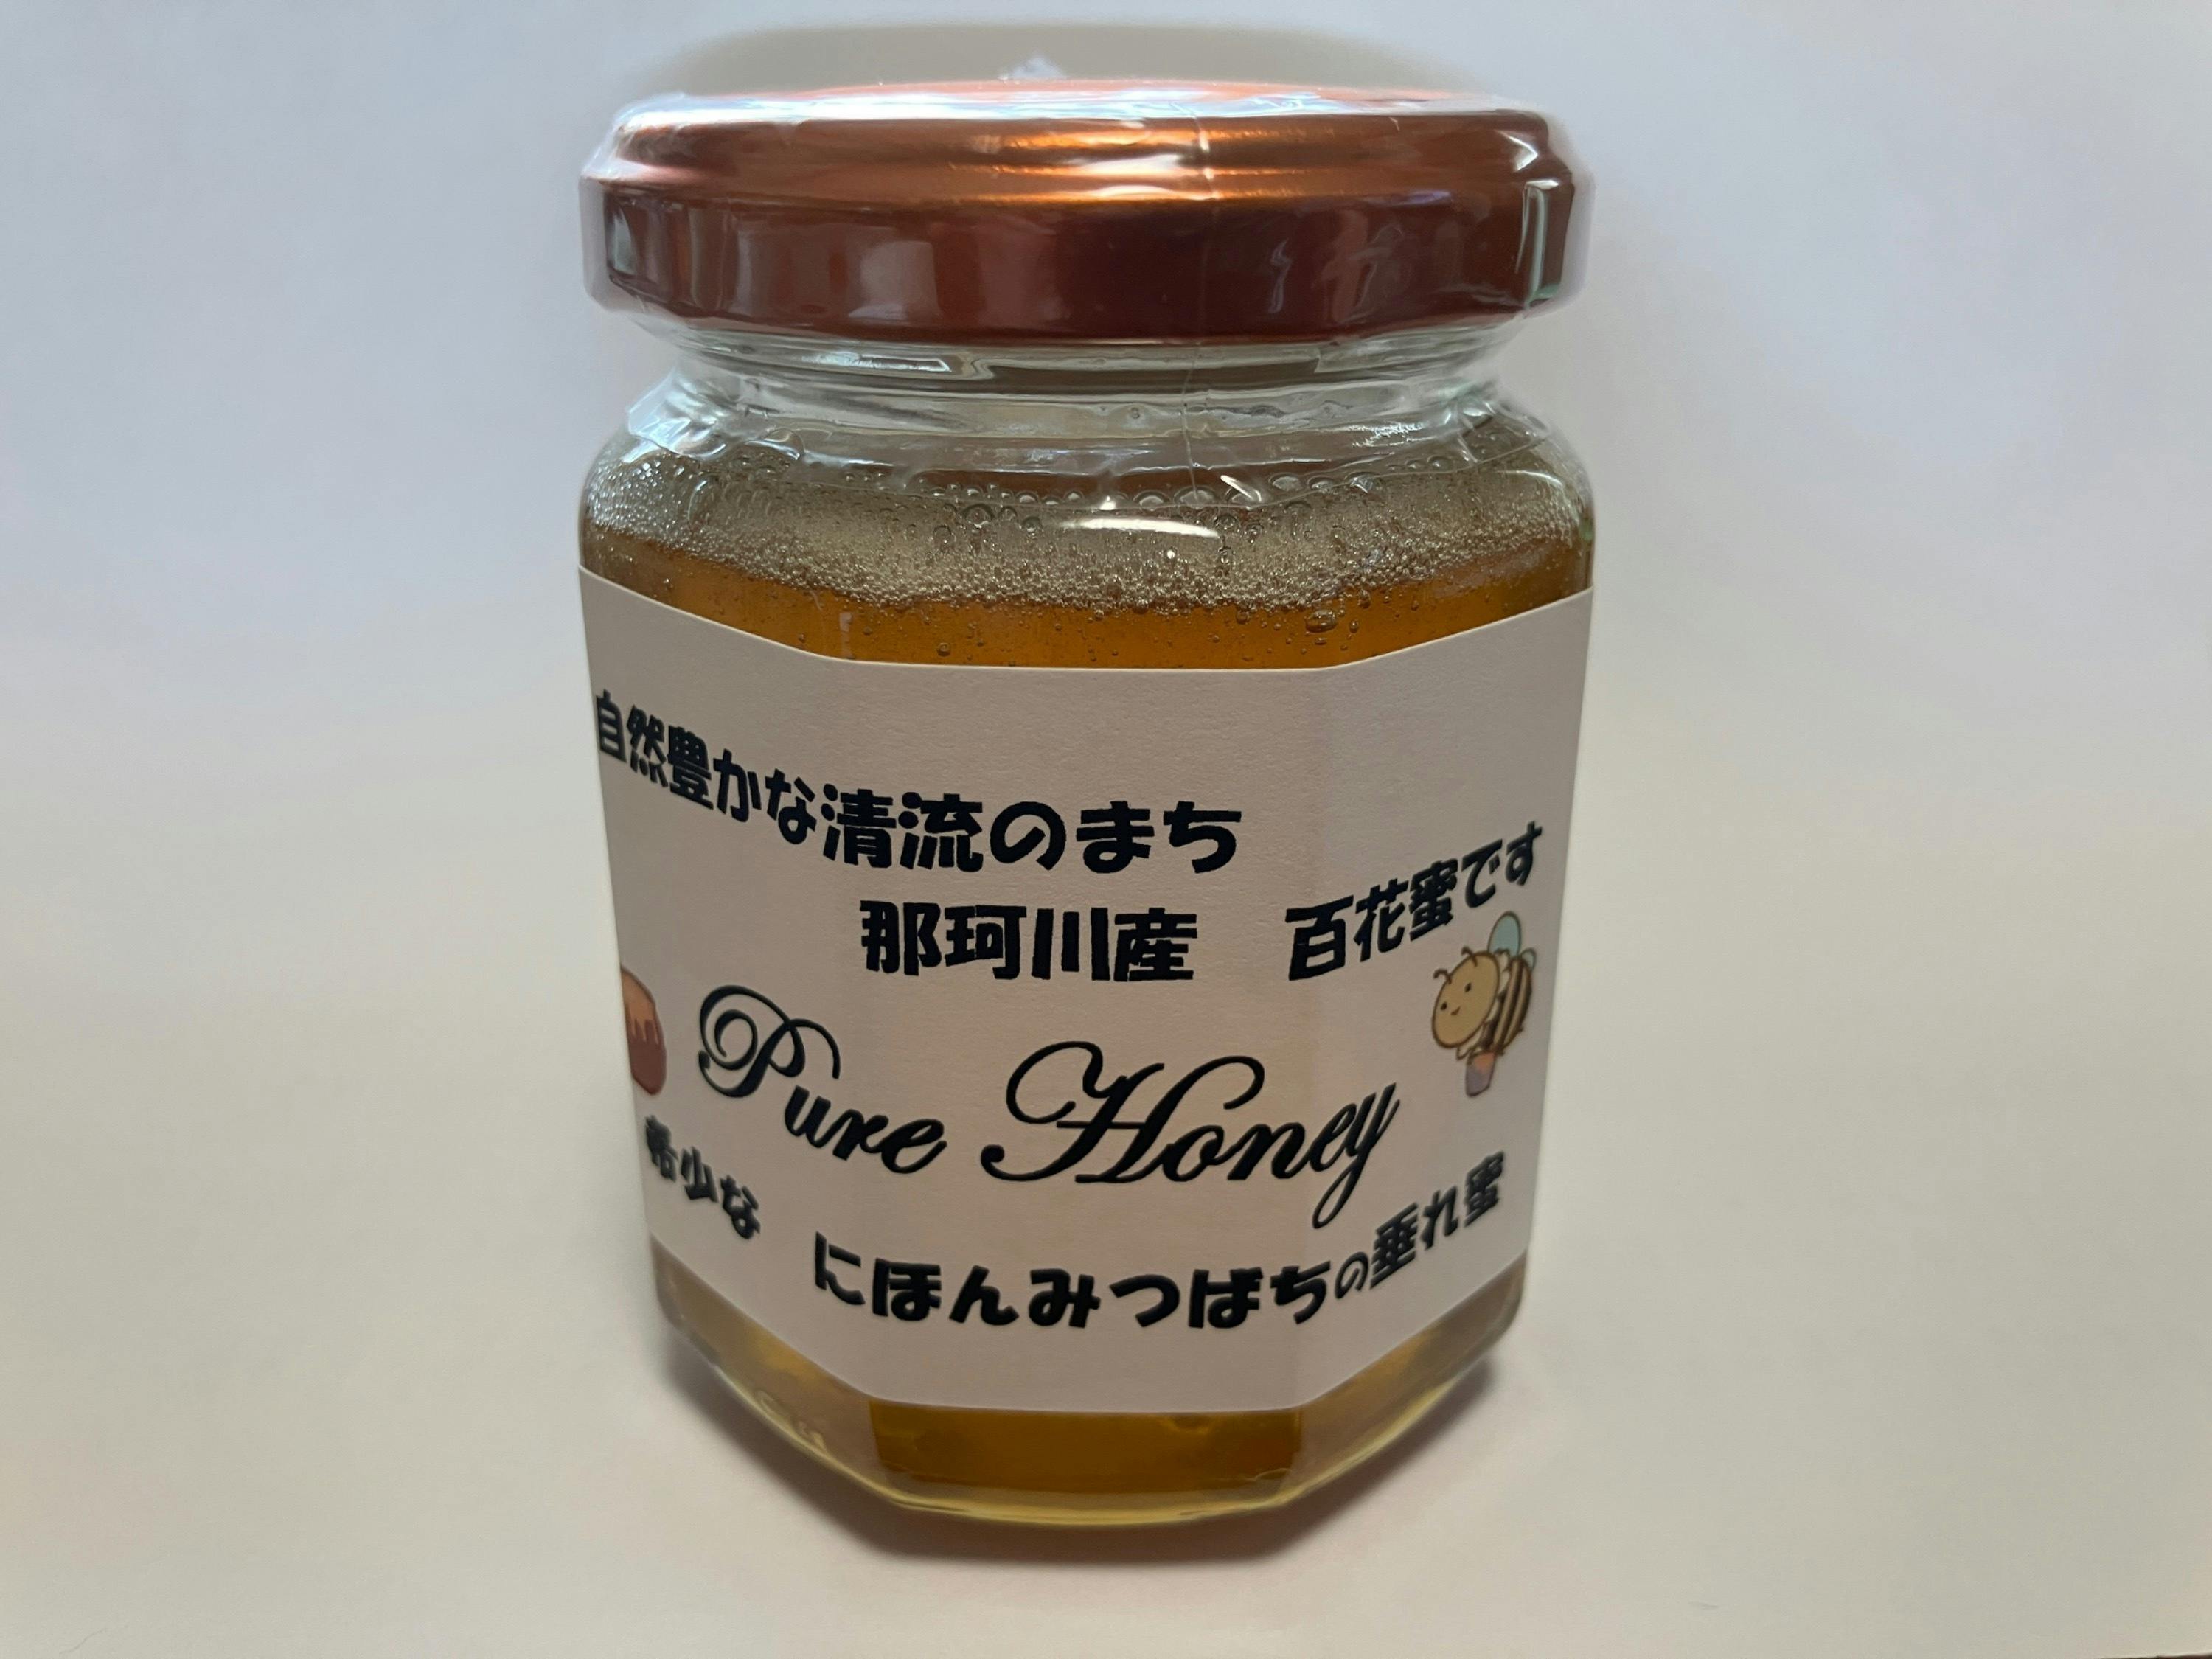 自然豊かな清流のまち
那珂川産
百花蜜です
Pure Honey
希少な にほんみつばちの垂れ蜜